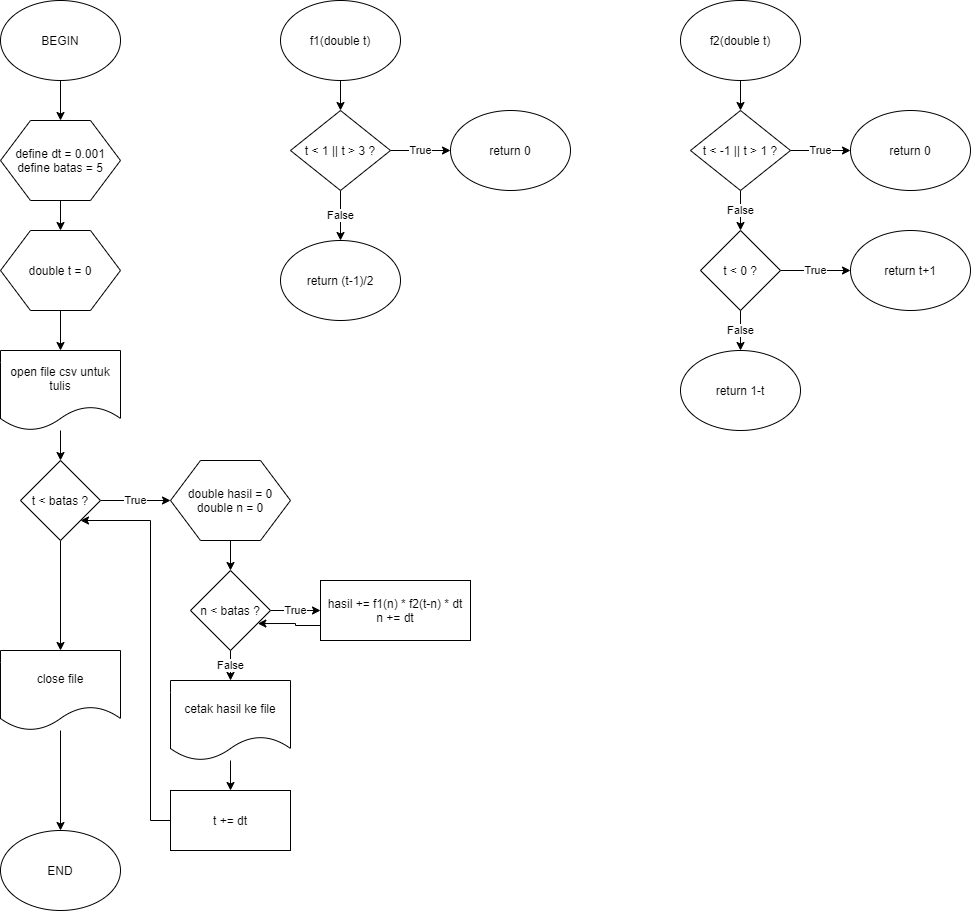 BEGIN
define dt = 0.001
define batas = 5
double t = 0
open file csv untuk
tulis
t < batas ?
True
double hasil = 0
double n = 0
n < batas ?
True
hasil += f1(n) * f2(t-n) * dt
n += dt
False
cetak hasil ke file
t += dt
close file
END
f1(double t)
t < 1 || t > 3 ?
True
return 0
False
return (t-1)/2
f2(double t)
t < -1 || t > 1 ?
True
return 0
False
t < 0 ?
True
return t+1
False
return 1-t